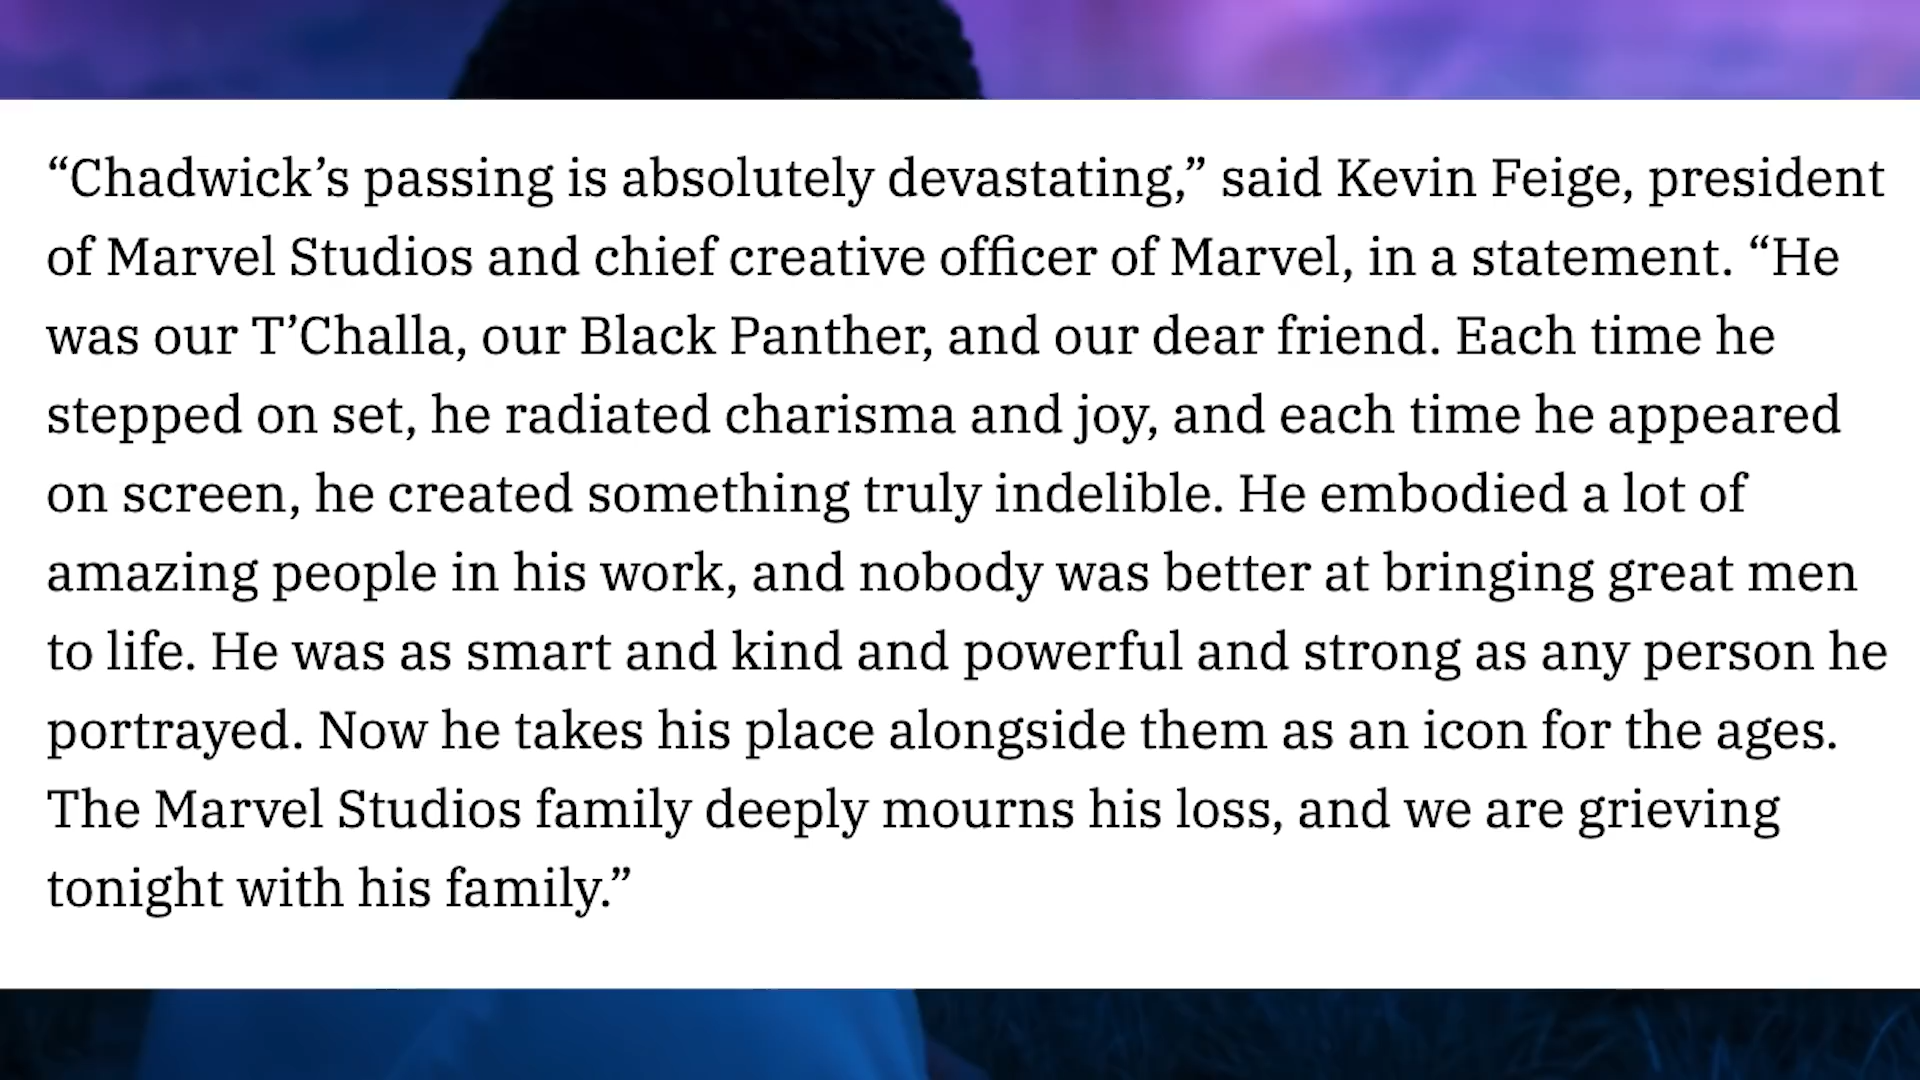 “Chadwick’s passing is absolutely devastating,” said Kevin Feige, president
of Marvel Studios and chief creative officer of Marvel, in a statement. “He
was our T’Challa, our Black Panther, and our dear friend. Each time he
stepped on set, he radiated charisma and joy, and each time he appeared
on screen, he created something truly indelible. He embodied a lot of
amazing people in his work, and nobody was better at bringing great men
to life. He was as smart and kind and powerful and strong as any person he
portrayed. Now he takes his place alongside them as an icon for the ages.
The Marvel Studios family deeply mourns his loss, and we are grieving
tonight with his family.”